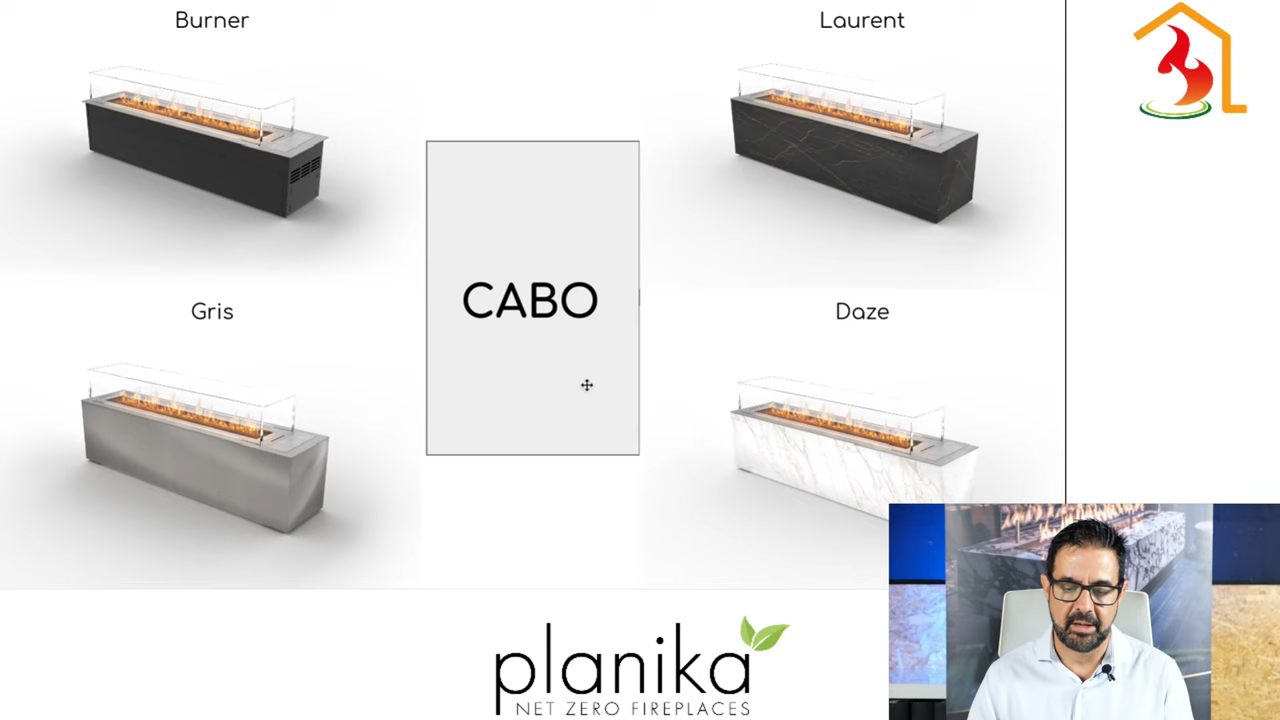 Burner
Laurent
CABO
Gris
Daze
planika
NET ZERO FIREPLACES